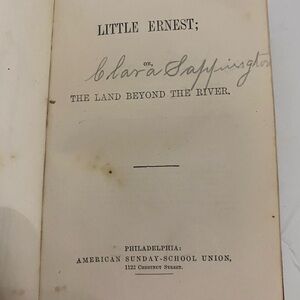 LITTLE ERNEST;
OR,
Clara Sappington
THE LAND BEYOND THE RIVER.
PHILADELPHIA:
AMERICAN SUNDAY-SCHOOL UNION,
1122 CHESTNUT STREET.